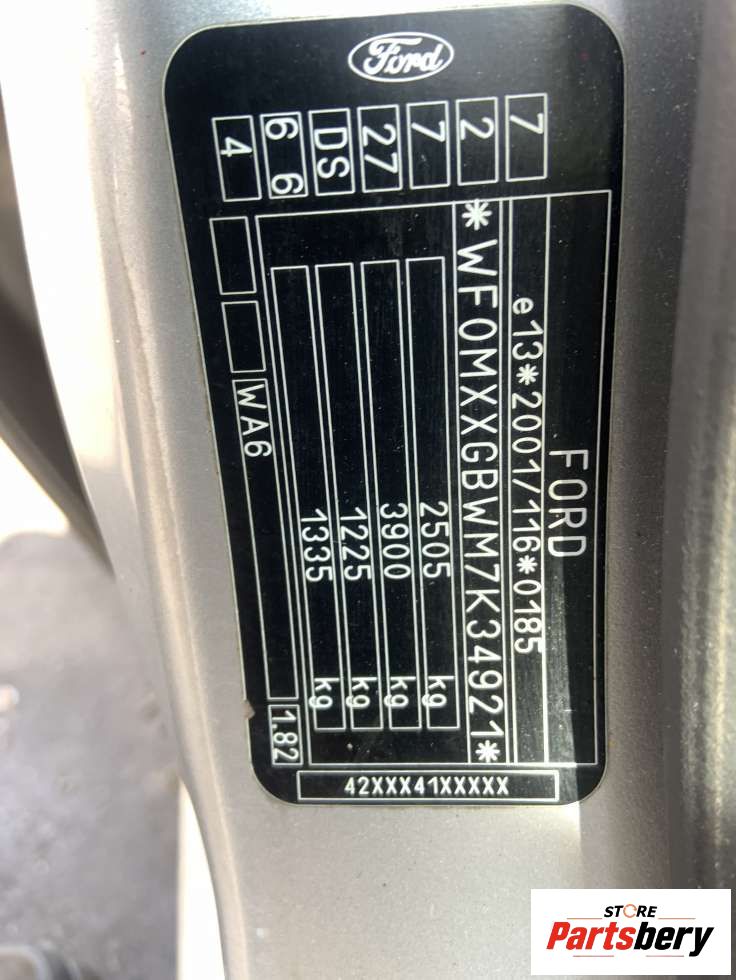 Ford
FORD
e13*2001/116*0185
*WF0MXXGBWM7K34921*
2505 kg
3900 kg
1225 kg
1335 kg
7
2
7
27
DS
6 6
4
WA6
1.82
42XXX41XXXXX
STORE
Partsbery